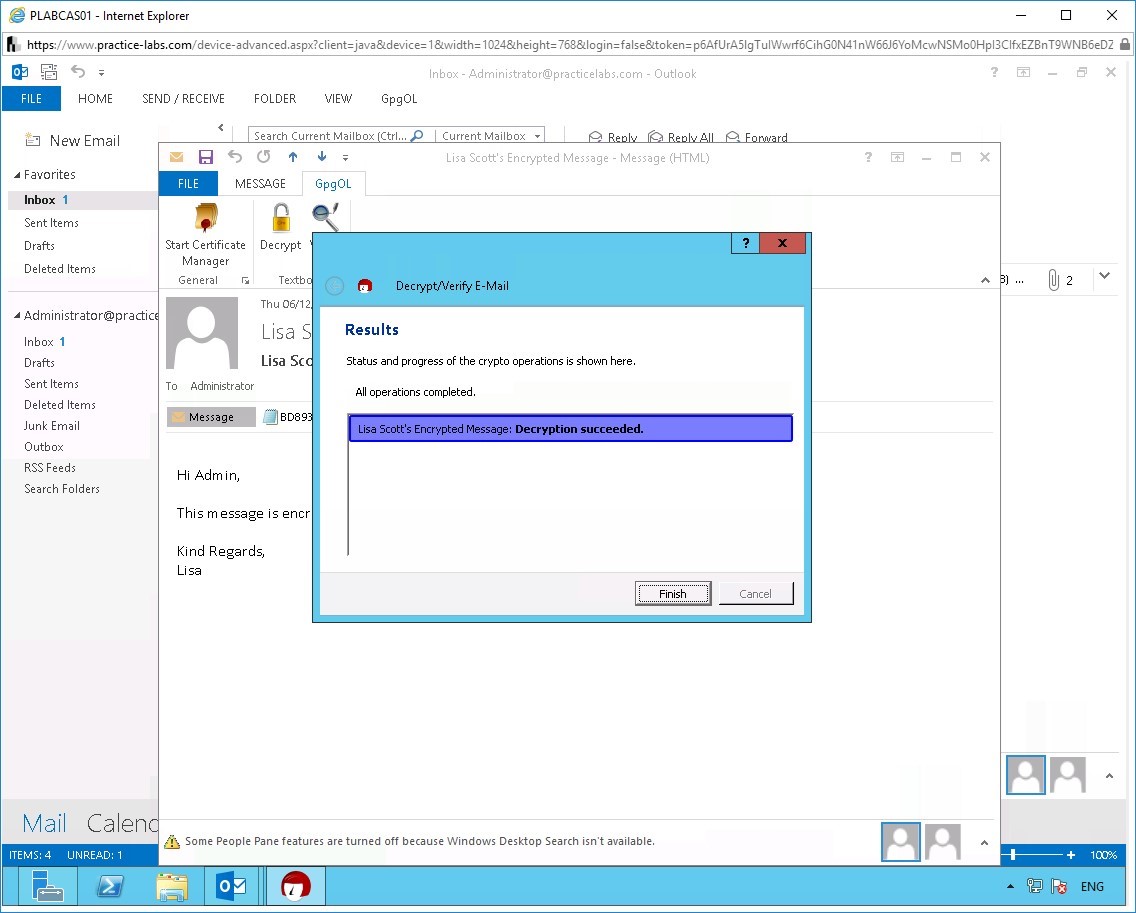 PLABCAS01 - Internet Explorer
https://www.practice-labs.com/device-advanced.aspx?client=java&device=1&width=1024&height=768&login=false&token=
Inbox - Administrator@practicelabs.com - Outlook
?
FILE HOME SEND / RECEIVE FOLDER VIEW GpgOL
New Email
Search Current Mailbox (Ctrl... Current Mailbox
Reply Reply All Forward
Lisa Scott's Encrypted Message - Message (HTML)
?
FILE MESSAGE GpgOL
Favorites
Inbox 1
Sent Items
Drafts
Deleted Items
Administrator@practice
Inbox 1
Drafts
Sent Items
Deleted Items
Junk Email
Outbox
RSS Feeds
Search Folders
Start Certificate
Manager
Decrypt
General
Textbo
... 2
Thu 06/12
Lisa S
Lisa Sco
To Administrator
Message BD893
Hi Admin,
This message is encr
Kind Regards,
Lisa
? X
Decrypt/Verify E-Mail
Results
Status and progress of the crypto operations is shown here.
All operations completed.
Lisa Scott's Encrypted Message: Decryption succeeded.
Finish Cancel
Mail Calend
Some People Pane features are turned off because Windows Desktop Search isn't available.
ITEMS: 4 UNREAD: 1
100%
ENG